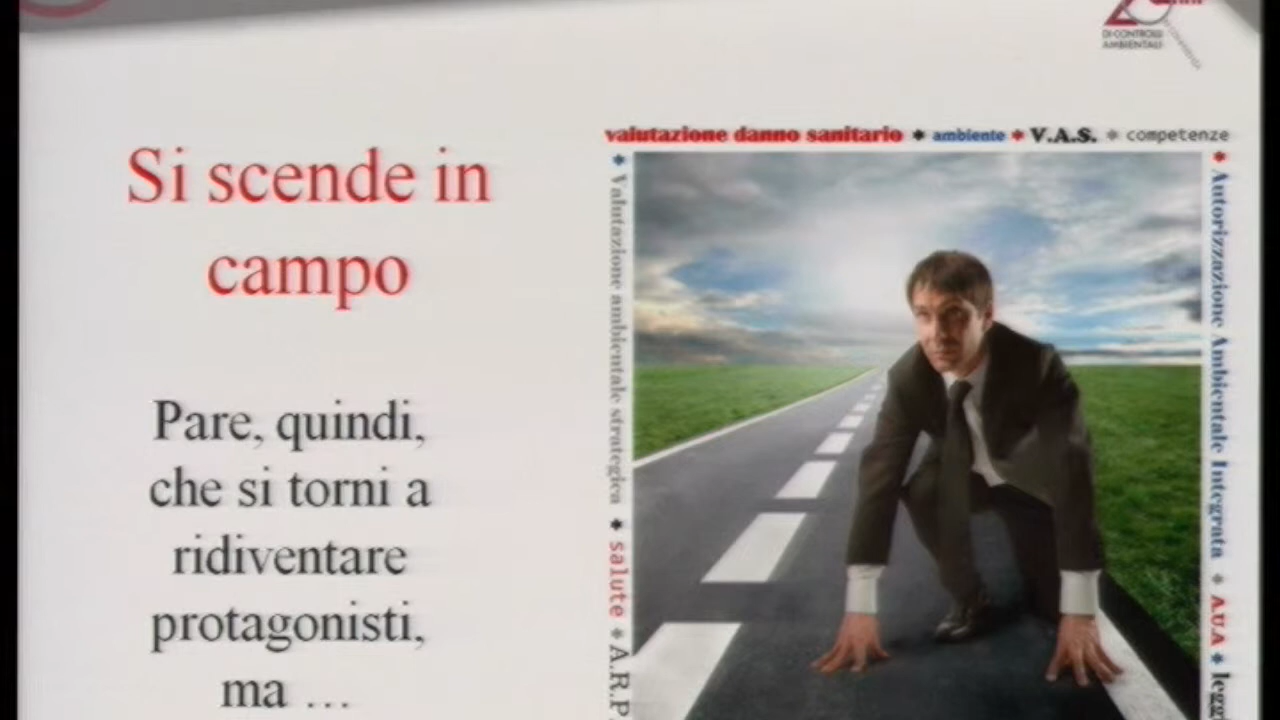 DI CONTROLLI
AMBIENTALI
Si scende in
campo
Pare, quindi,
che si torni a
ridiventare
protagonisti,
ma …
valutazione danno sanitario * ambiente * V.A.S. * competenze
* Valutazione ambientale strategica * salute * A.R.P.
* Autorizzazione Ambientale Integrata * A.U.A *